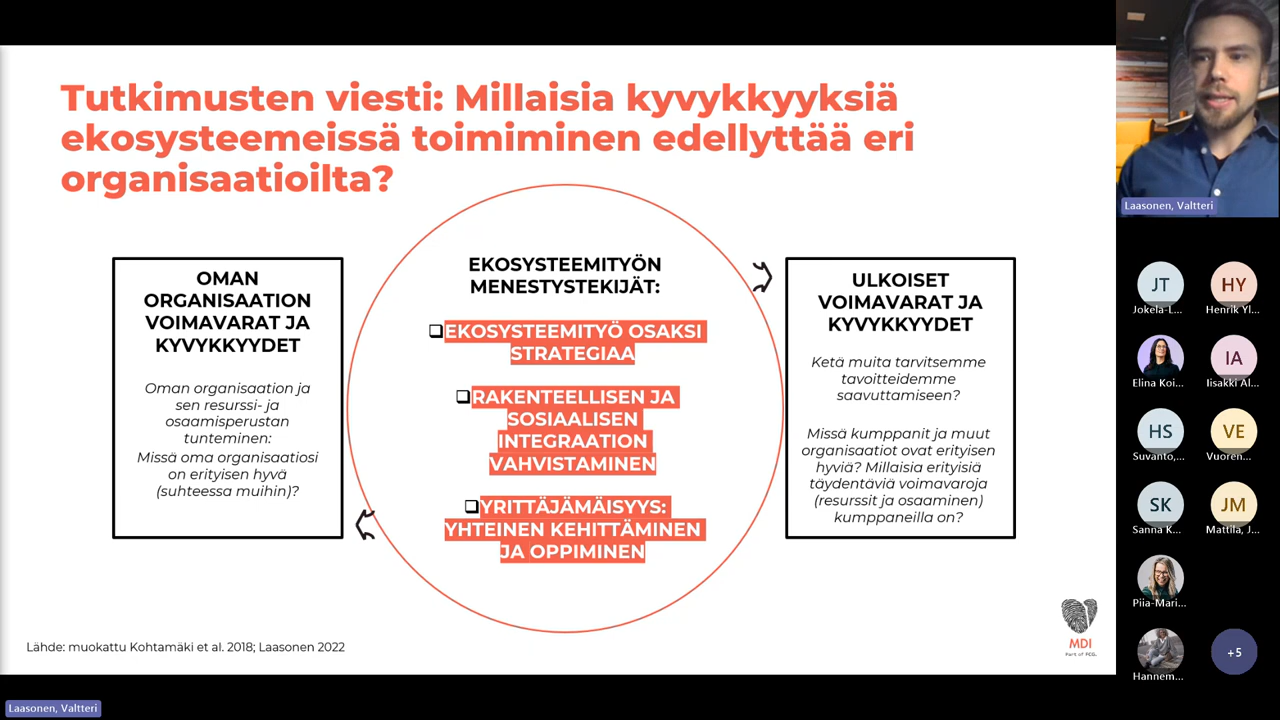 Tutkimusten viesti: Millaisia kyvykkyyksiä
ekosysteemeissä toimiminen edellyttää eri
organisaatioilta?
OMAN
ORGANISAATION
VOIMAVARAT JA
KYVYKKYYDET
Oman organisaation ja
sen resurssi- ja
osaamisperustan
tunteminen:
Missä oma organisaatiosi
on erityisen hyvä
(suhteessa muihin)?
EKOSYSTEEMITYÖN
MENESTYSTEKIJÄT:
❑EKOSYSTEEMITYÖ OSAKSI
STRATEGIAA
❑RAKENTEELLISEN JA
SOSIAALISEN
INTEGRAATION
VAHVISTAMINEN
❑YRITTÄJÄMÄISYYS:
YHTEINEN KEHITTÄMINEN
JA OPPIMINEN
ULKOISET
VOIMAVARAT JA
KYVYKKYYDET
Ketä muita tarvitsemme
tavoitteidemme
saavuttamiseen?
Missä kumppanit ja muut
organisaatiot ovat erityisen
hyviä? Millaisia erityisiä
täydentäviä voimavaroja
(resurssit ja osaaminen)
kumppaneilla on?
Lähde: muokattu Kohtamäki et al. 2018; Laasonen 2022
MDI
Part of FCG.
Laasonen, Valtteri
Laasonen, Valtteri
JT
HY
Jokela-L...
Henrik Yl...
IA
Elina Koi...
Iisakki Al...
HS
VE
Suvanto,...
Vuoren...
SK
JM
Sanna K...
Mattila, J...
Piia-Mari...
+5
Hannem...